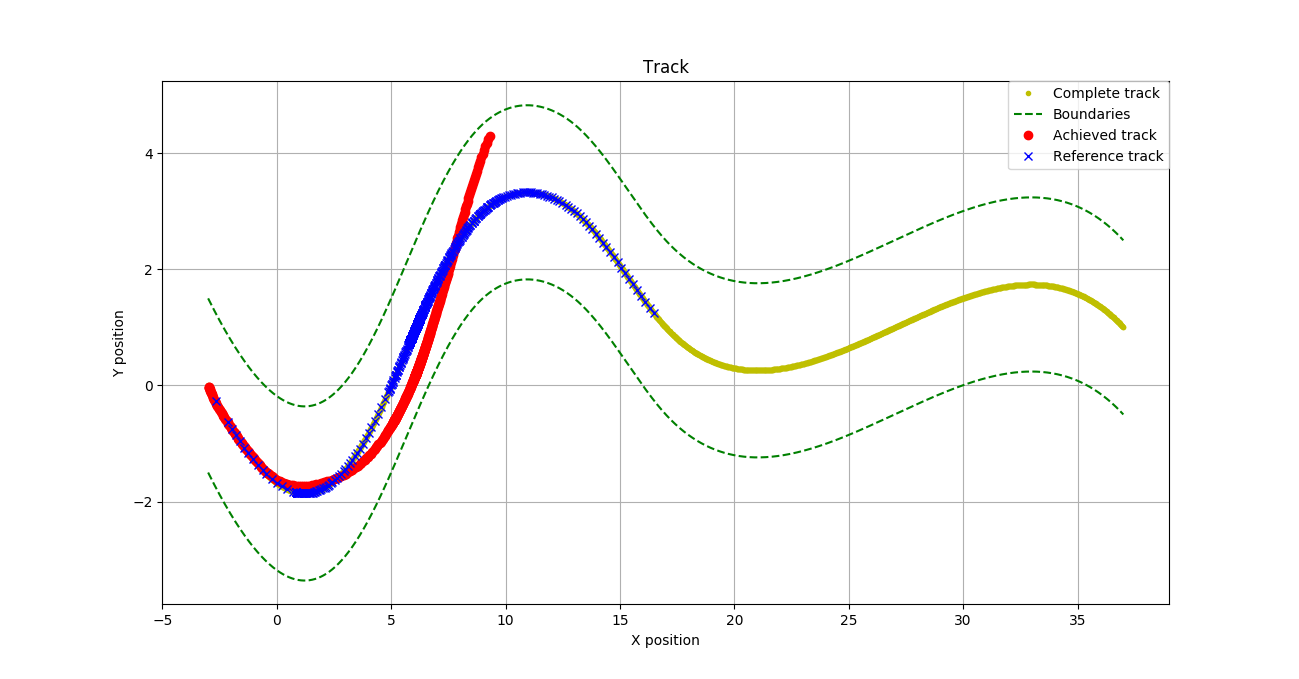 Track
Complete track
Boundaries
Achieved track
Reference track
4
2
0
−2
Y position
−5
0
5
10
15
20
25
30
35
X position